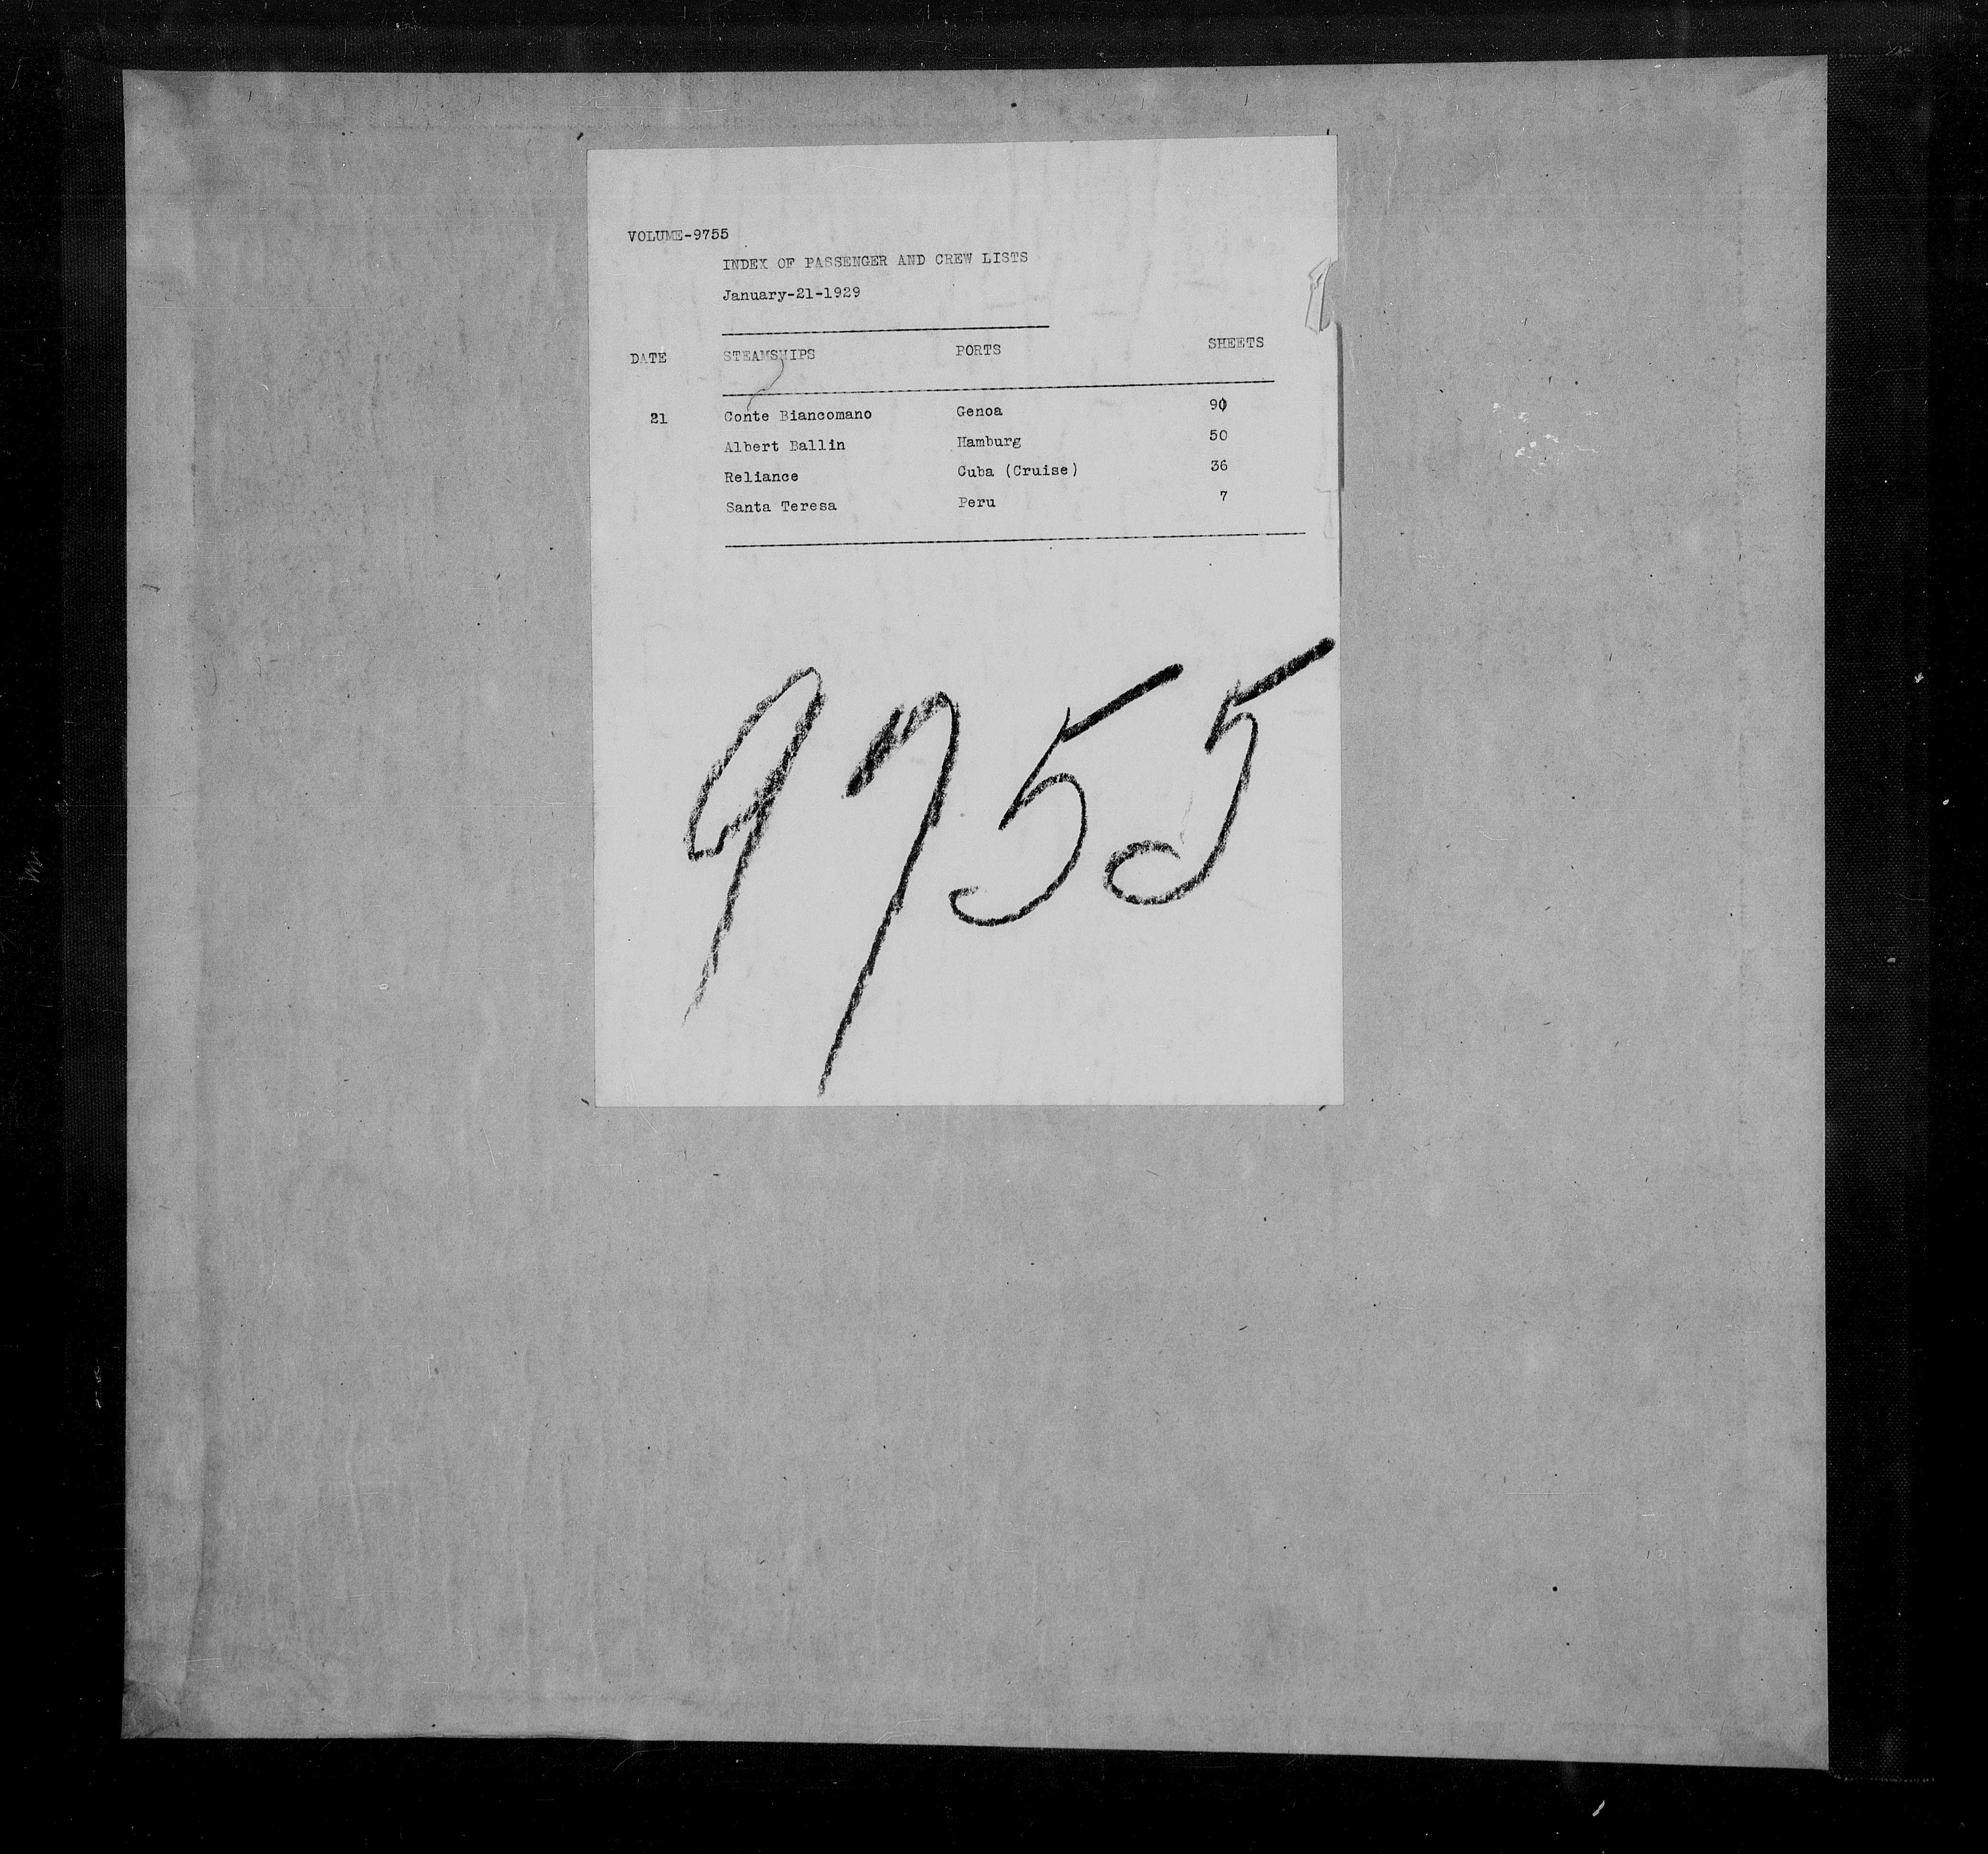 VOLUME-9755
INDEX OF PASSENGER AND CREW LISTS
January-21-1929
DATE STEAMSHIPS PORTS SHEETS
21 Conte Biancomano Genoa 90
Albert Ballin Hamburg 50
Reliance Cuba (Cruise) 36
Santa Teresa Peru 7
9755